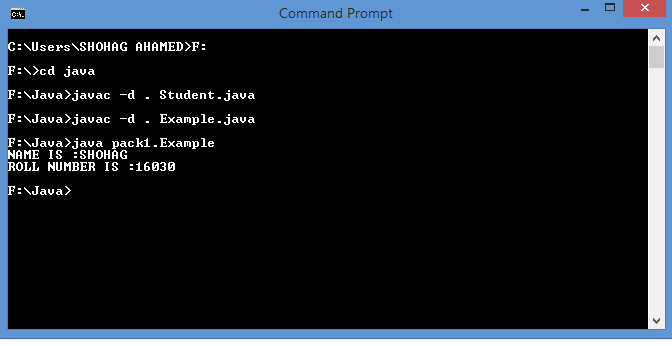 Command Prompt
C:\Users\SHOHAG AHAMED>F:
F:\>cd java
F:\Java>javac -d . Student.java
F:\Java>javac -d . Example.java
F:\Java>java pack1.Example
NAME IS :SHOHAG
ROLL NUMBER IS :16030
F:\Java>